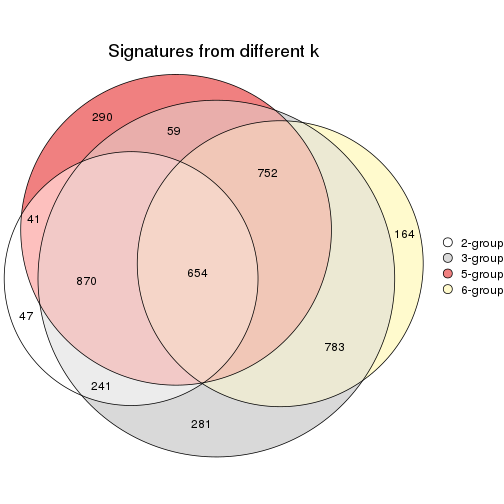 Signatures from different k
290
59
752
164
41
870
654
47
783
241
281
2-group
3-group
5-group
6-group